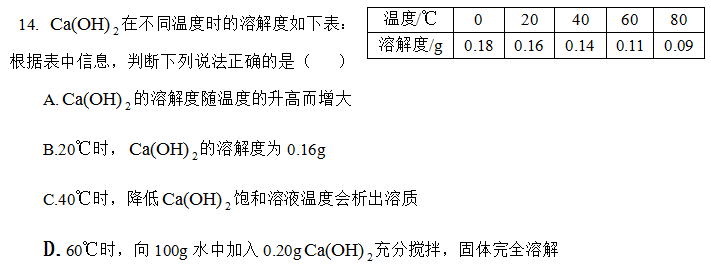 14. Ca(OH)₂在不同温度时的溶解度如下表：
温度/℃ 0 20 40 60 80
溶解度/g 0.18 0.16 0.14 0.11 0.09
根据表中信息，判断下列说法正确的是（ ）
A. Ca(OH)₂的溶解度随温度的升高而增大
B.20℃时，Ca(OH)₂的溶解度为 0.16g
C.40℃时，降低 Ca(OH)₂饱和溶液温度会析出溶质
D. 60℃时，向 100g 水中加入 0.20g Ca(OH)₂充分搅拌，固体完全溶解